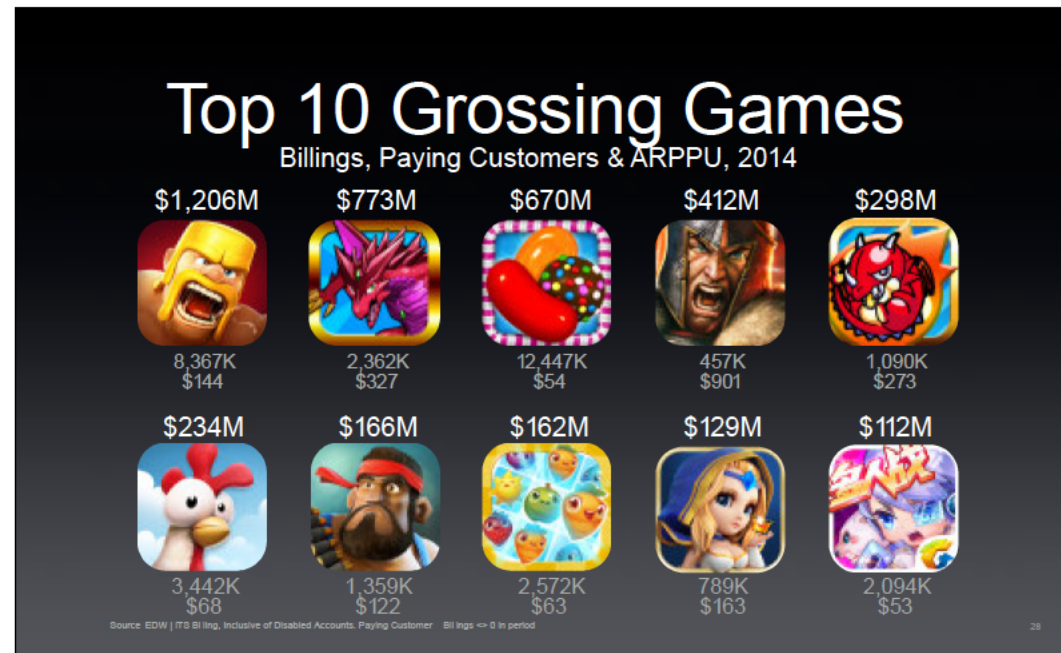 Top 10 Grossing Games
Billings, Paying Customers & ARPPU, 2014
$1,206M $773M $670M $412M $298M
8,367K 2,362K 12,447K 457K 1,090K
$144 $327 $54 $901 $273
$234M $166M $162M $129M $112M
全人战
3,442K 1,359K 2,572K 789K 2,094K
$68 $122 $63 $163 $53
Source EDW | ITS Billing, Inclusive of Disabled Accounts. Paying Customer Billings <> 0 in period
28